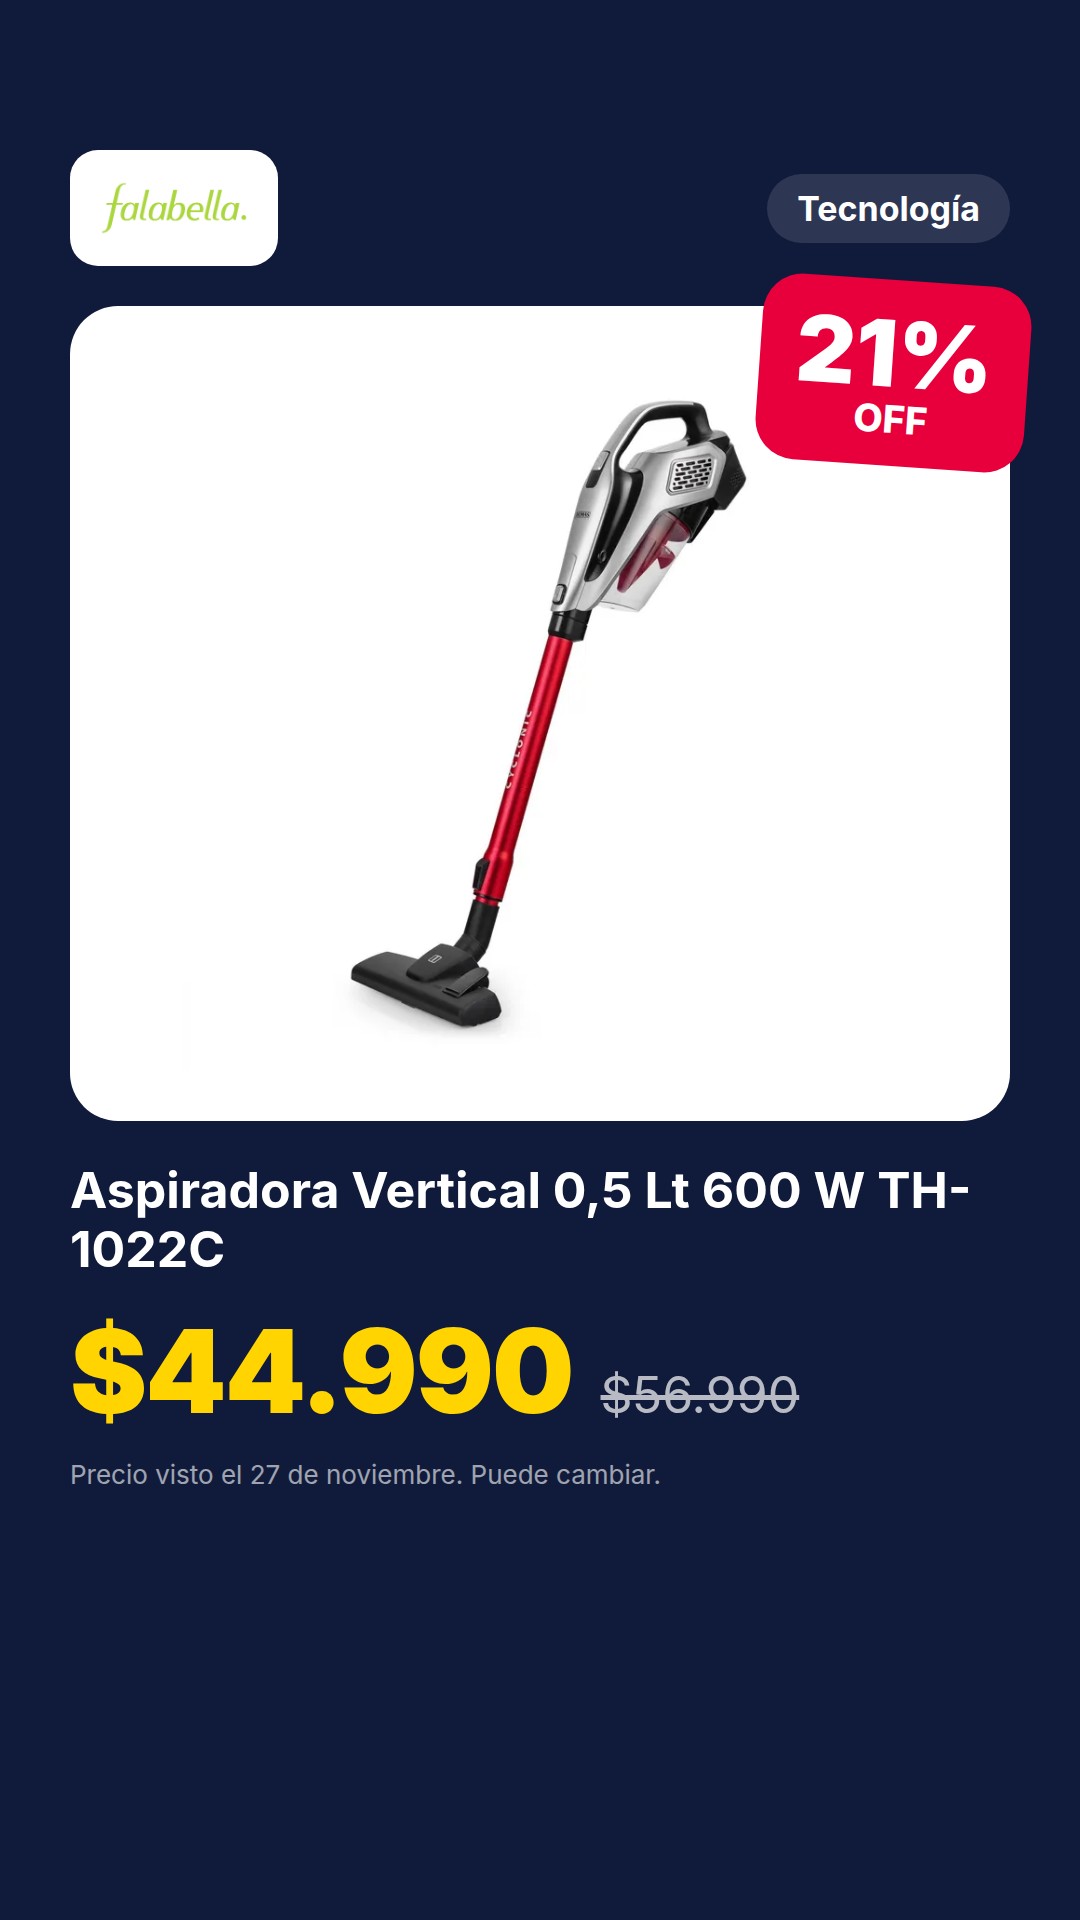 falabella.
Tecnología
21%
OFF
CYCLONIC
Aspiradora Vertical 0,5 Lt 600 W TH-
1022C
$44.990 $56.990
Precio visto el 27 de noviembre. Puede cambiar.